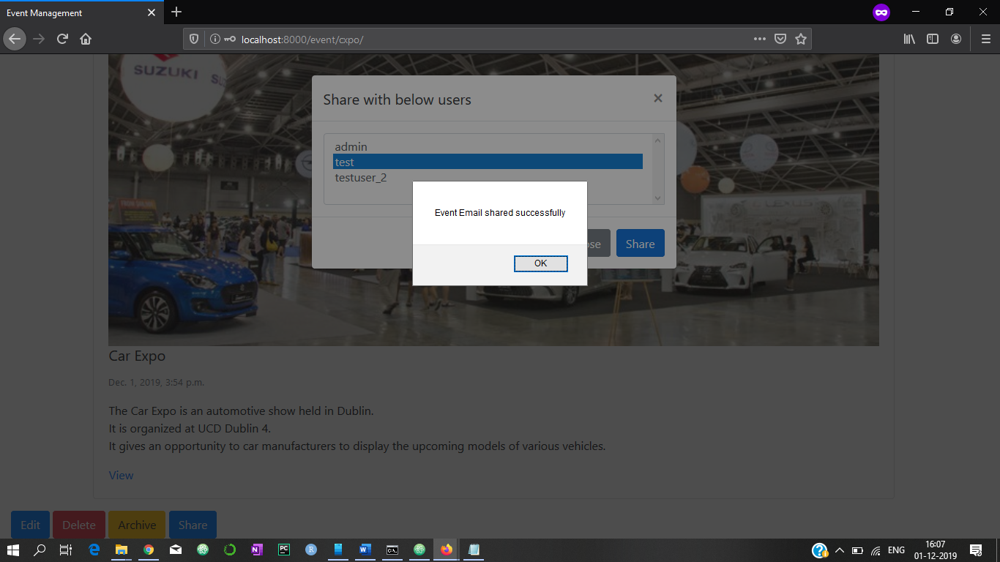 Event Management
localhost:8000/event/cxpo/
SUZUKI
SU
Share with below users
admin
test
testuser_2
Event Email shared successfully
OK
ose
Share
LEXUS
Car Expo
Dec. 1, 2019, 3:54 p.m.
The Car Expo is an automotive show held in Dublin.
It is organized at UCD Dublin 4.
It gives an opportunity to car manufacturers to display the upcoming models of various vehicles.
View
Edit
Delete
Archive
Share
ENG
16:07
01-12-2019